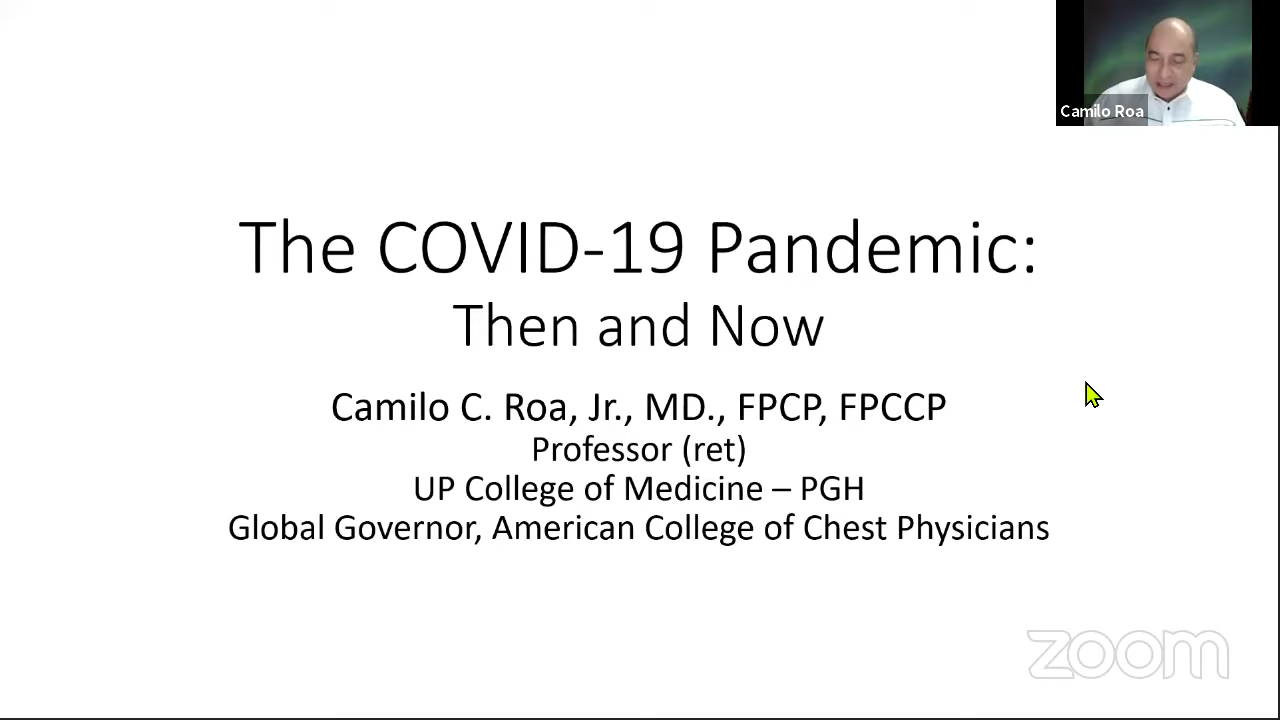 Camilo Roa
The COVID-19 Pandemic:
Then and Now
Camilo C. Roa, Jr., MD., FPCP, FPCCP
Professor (ret)
UP College of Medicine – PGH
Global Governor, American College of Chest Physicians
zoom